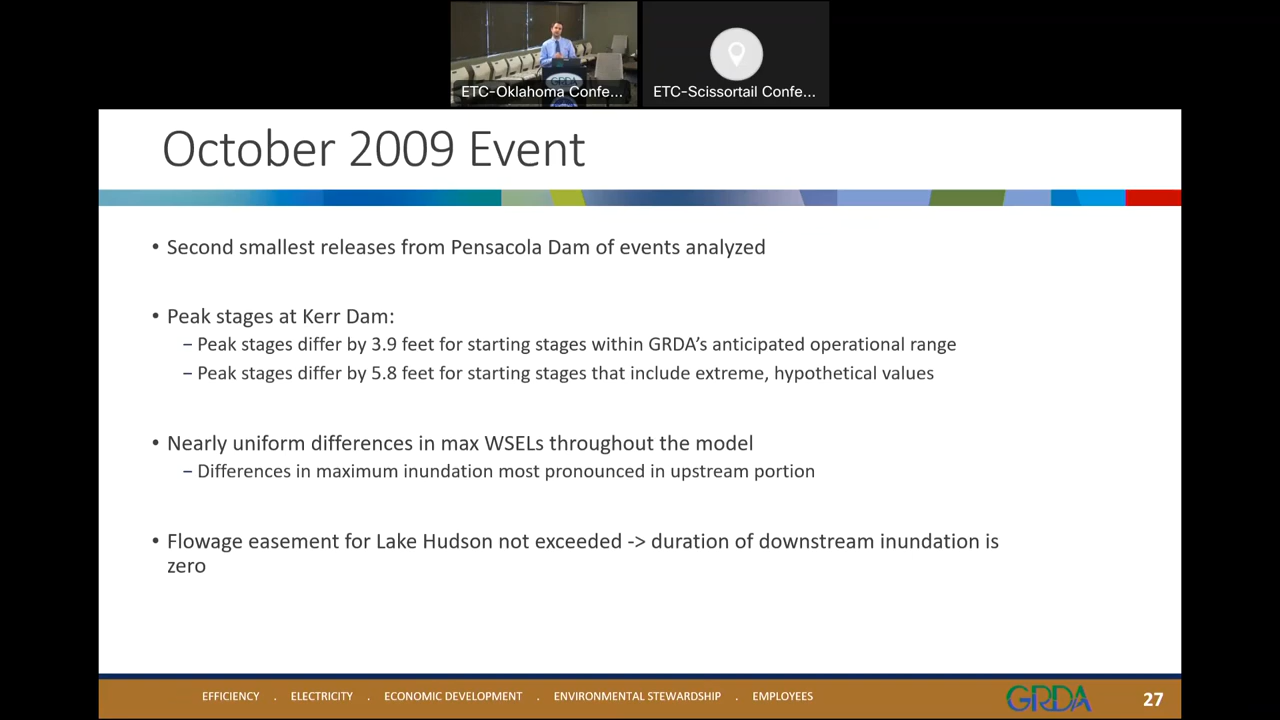 ETC-Oklahoma Confe...
ETC-Scissortail Confe...
GRDA
October 2009 Event
• Second smallest releases from Pensacola Dam of events analyzed
• Peak stages at Kerr Dam:
– Peak stages differ by 3.9 feet for starting stages within GRDA's anticipated operational range
– Peak stages differ by 5.8 feet for starting stages that include extreme, hypothetical values
• Nearly uniform differences in max WSELs throughout the model
– Differences in maximum inundation most pronounced in upstream portion
• Flowage easement for Lake Hudson not exceeded -> duration of downstream inundation is
zero
EFFICIENCY . ELECTRICITY . ECONOMIC DEVELOPMENT . ENVIRONMENTAL STEWARDSHIP . EMPLOYEES
GRDA
27